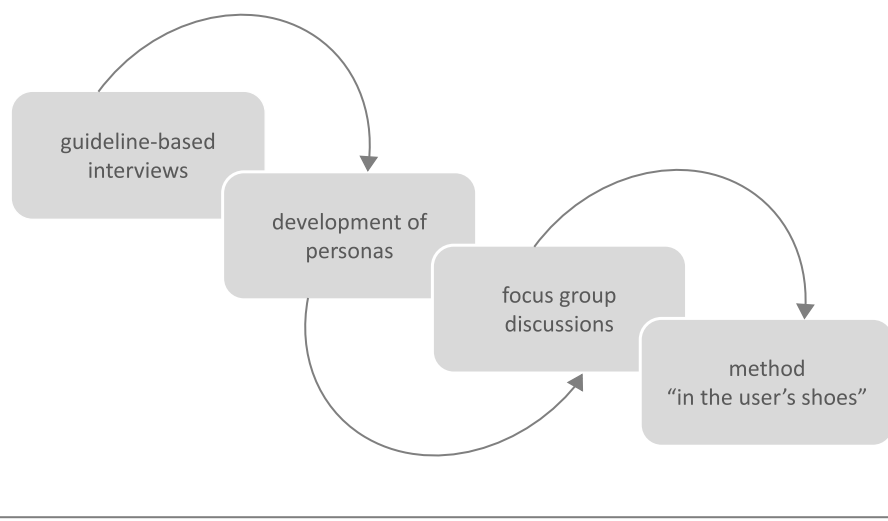 guideline-based
interviews
development of
personas
focus group
discussions
method
“in the user’s shoes”